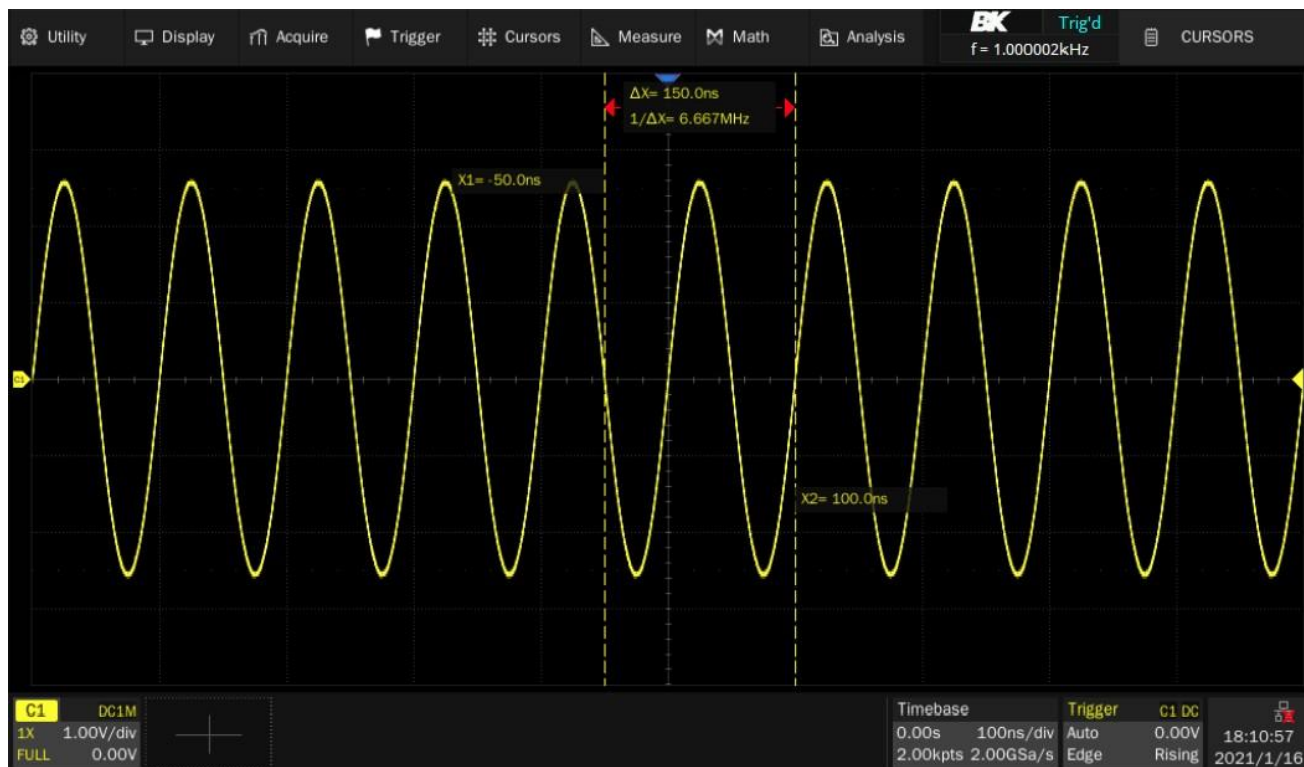 Utility Display Acquire Trigger Cursors Measure Math Analysis BK Trig'd CURSORS
f = 1.000002kHz
ΔX= 150.0ns
1/ΔX= 6.667MHz
X1= -50.0ns
C1
X2= 100.0ns
C1 DC1M
1X 1.00V/div
FULL 0.00V
Timebase
0.00s 100ns/div
2.00kpts 2.00GSa/s
Trigger C1 DC
Auto 0.00V
Edge Rising
18:10:57
2021/1/16